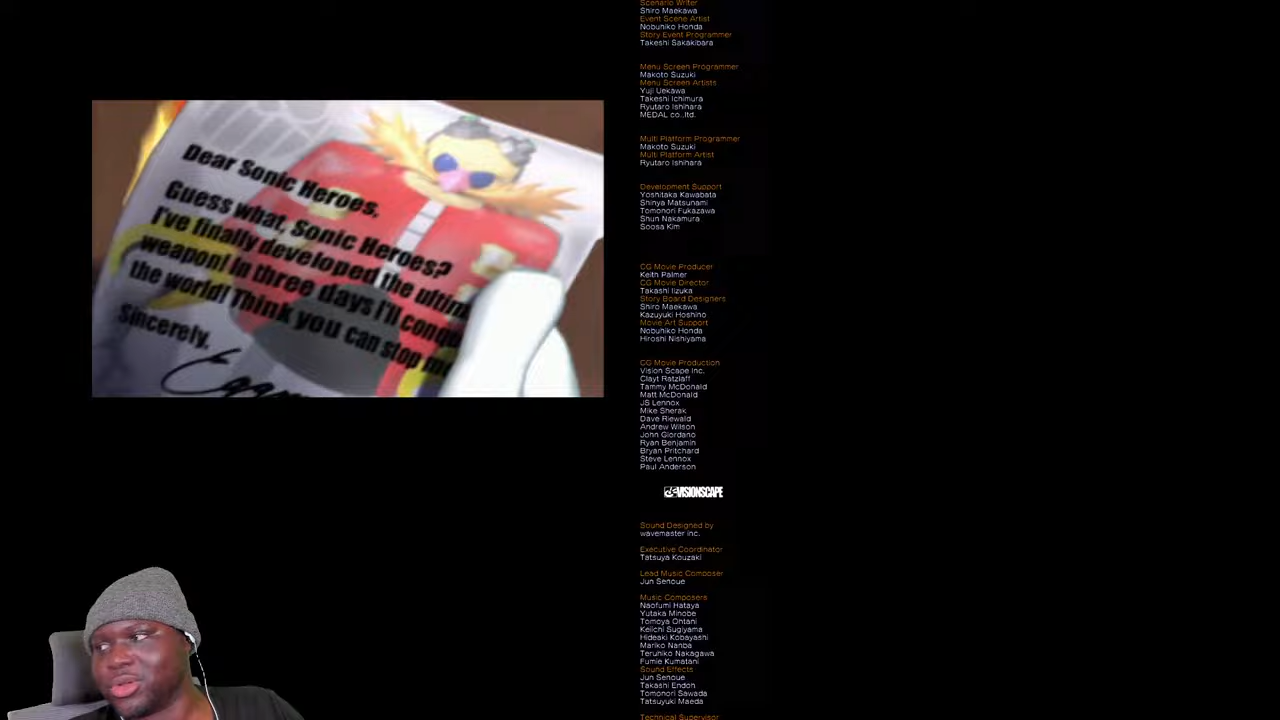 Dear Sonic Heroes,
Guess what, Sonic Heroes?
I've finally developed the
weapon! In three days I'll
the world! Think you can stop
Sincerely,
Scenario Writer
Shiro Maekawa
Event Scene Artist
Nobuhiko Honda
Story Event Programmer
Takeshi Sakakibara
Menu Screen Programmer
Makoto Suzuki
Menu Screen Artists
Yuji Uekawa
Takeshi Ichimura
Ryutaro Ishihara
MEDAL co.,ltd.
Multi Platform Programmer
Makoto Suzuki
Multi Platform Artist
Ryutaro Ishihara
Development Support
Yoshitaka Kawabata
Shinya Matsunami
Tomonori Fukazawa
Shun Nakamura
Soosa Kim
CG Movie Producer
Keith Palmer
CG Movie Director
Takashi Iizuka
Story Board Designers
Shiro Maekawa
Kazuyuki Hoshino
Movie Art Support
Nobuhiko Honda
Hiroshi Nishiyama
CG Movie Production
Vision Scape Inc.
Clayt Ratzlaff
Tammy McDonald
Matt McDonald
JS Lennox
Mike Sherak
Dave Riewald
Andrew Wilson
John Giordano
Ryan Benjamin
Bryan Pritchard
Steve Lennox
Paul Anderson
VISIONSCAPE
Sound Designed by
wavemaster inc.
Executive Coordinator
Tatsuya Kouzaki
Lead Music Composer
Jun Senoue
Music Composers
Naofumi Hataya
Yutaka Minobe
Tomoya Ohtani
Keiichi Sugiyama
Hideaki Kobayashi
Mariko Nanba
Teruhiko Nakagawa
Fumie Kumatani
Sound Effects
Jun Senoue
Takashi Endoh
Tomonori Sawada
Tatsuyuki Maeda
Technical Supervisor